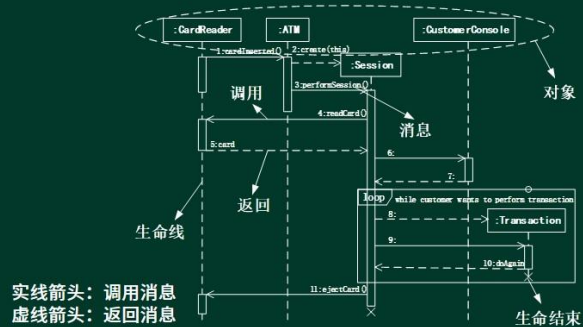 :CardReader
:ATM
:CustomerConsole
1:cardInserted()
2:create(this)
:Session
对象
3:performSession()
调用
4:readCard()
消息
5:card
6:
7:
返回
loop
while customer wants to perform transaction
8:
:Transaction
生命线
9:
10:doAgain
11:ejectCard()
实线箭头：调用消息
虚线箭头：返回消息
生命结束